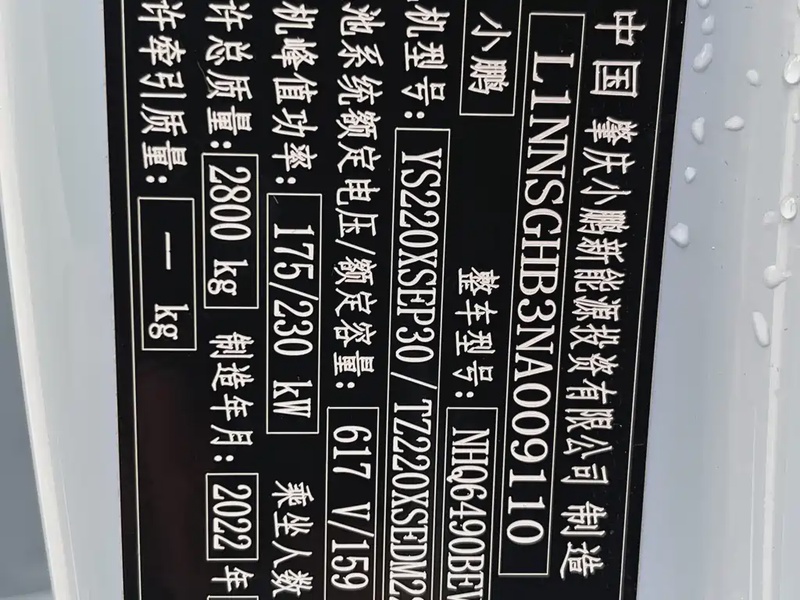 中国 肇庆小鹏新能源投资有限公司 制造
L1NNSGHB3NA009110
小鹏 整车型号: NHQ6490BEV
机型号: YS220XSEP30 / TZ220XSEDM22
池系统额定电压/额定容量: 617 V/159
机峰值功率: 175/230 kW 乘坐人数
许总质量: 2800 kg 制造年月: 2022 年
许牵引质量: — kg